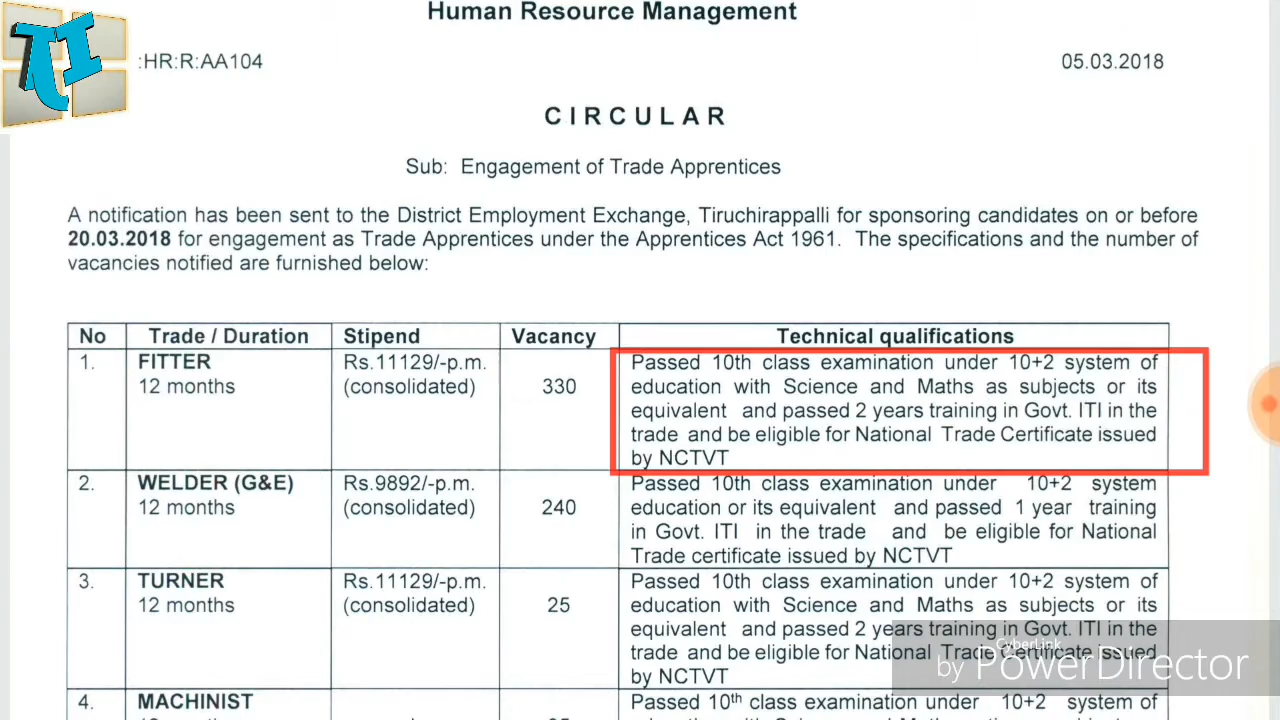 Human Resource Management
TI
:HR:R:AA104 05.03.2018
CIRCULAR
Sub: Engagement of Trade Apprentices
A notification has been sent to the District Employment Exchange, Tiruchirappalli for sponsoring candidates on or before
20.03.2018 for engagement as Trade Apprentices under the Apprentices Act 1961. The specifications and the number of
vacancies notified are furnished below:
No Trade / Duration Stipend Vacancy Technical qualifications
1. FITTER Rs.11129/-p.m. Passed 10th class examination under 10+2 system of
12 months (consolidated) 330 education with Science and Maths as subjects or its
equivalent and passed 2 years training in Govt. ITI in the
trade and be eligible for National Trade Certificate issued
by NCTVT
2. WELDER (G&E) Rs.9892/-p.m. Passed 10th class examination under 10+2 system
12 months (consolidated) 240 education or its equivalent and passed 1 year training
in Govt. ITI in the trade and be eligible for National
Trade certificate issued by NCTVT
3. TURNER Rs.11129/-p.m. Passed 10th class examination under 10+2 system of
12 months (consolidated) 25 education with Science and Maths as subjects or its
equivalent and passed 2 years training in Govt. ITI in the
trade and be eligible for National Trade Certificate issued
by NCTVT
CyberLink
by PowerDirector
4. MACHINIST Passed 10th class examination under 10+2 system of